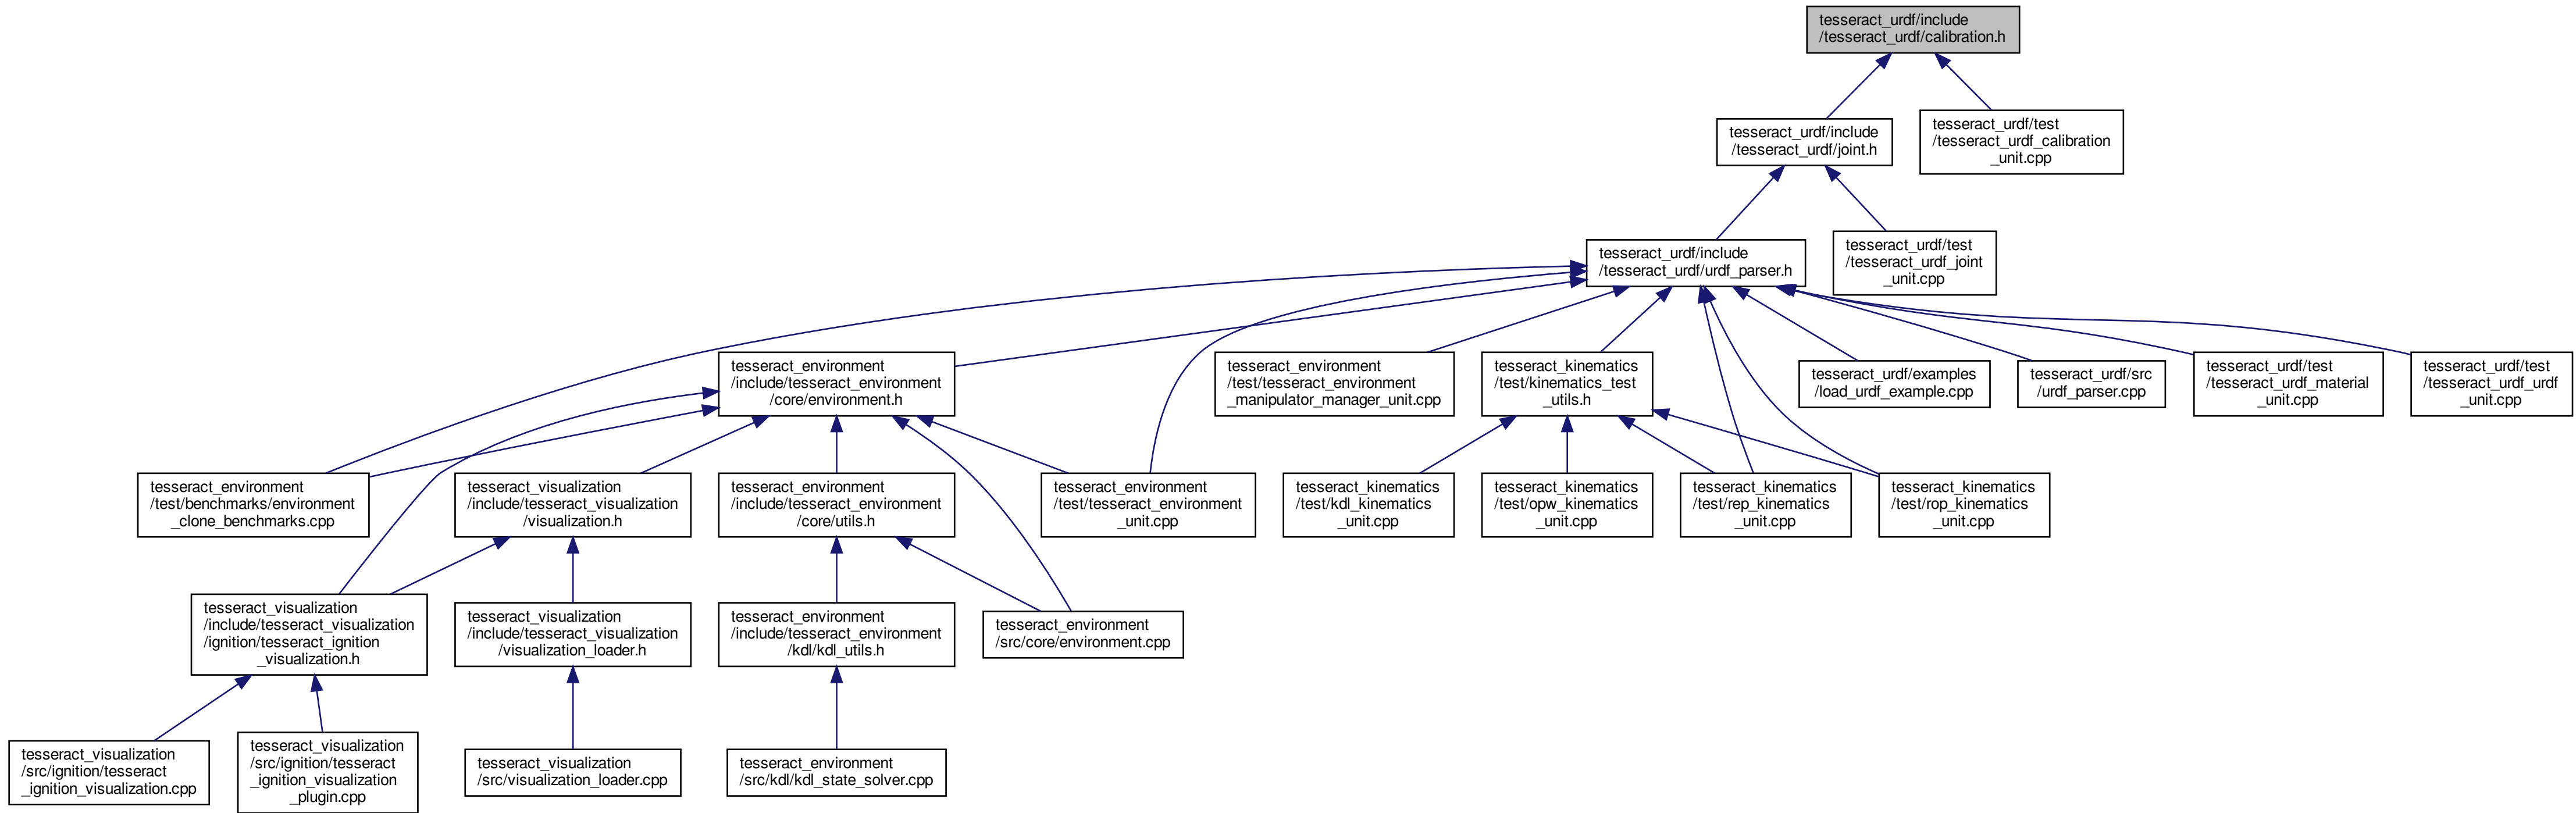 tesseract_urdf/include
/tesseract_urdf/calibration.h
tesseract_urdf/include
/tesseract_urdf/joint.h
tesseract_urdf/test
/tesseract_urdf_calibration
_unit.cpp
tesseract_urdf/include
/tesseract_urdf/urdf_parser.h
tesseract_urdf/test
/tesseract_urdf_joint
_unit.cpp
tesseract_environment
/include/tesseract_environment
/core/environment.h
tesseract_environment
/test/tesseract_environment
_manipulator_manager_unit.cpp
tesseract_kinematics
/test/kinematics_test
_utils.h
tesseract_urdf/examples
/load_urdf_example.cpp
tesseract_urdf/src
/urdf_parser.cpp
tesseract_urdf/test
/tesseract_urdf_material
_unit.cpp
tesseract_urdf/test
/tesseract_urdf_urdf
_unit.cpp
tesseract_environment
/test/benchmarks/environment
_clone_benchmarks.cpp
tesseract_visualization
/include/tesseract_visualization
/visualization.h
tesseract_environment
/include/tesseract_environment
/core/utils.h
tesseract_environment
/test/tesseract_environment
_unit.cpp
tesseract_kinematics
/test/kdl_kinematics
_unit.cpp
tesseract_kinematics
/test/opw_kinematics
_unit.cpp
tesseract_kinematics
/test/rep_kinematics
_unit.cpp
tesseract_kinematics
/test/rop_kinematics
_unit.cpp
tesseract_visualization
/include/tesseract_visualization
/ignition/tesseract_ignition
_visualization.h
tesseract_visualization
/include/tesseract_visualization
/visualization_loader.h
tesseract_environment
/include/tesseract_environment
/kdl/kdl_utils.h
tesseract_environment
/src/core/environment.cpp
tesseract_visualization
/src/ignition/tesseract
_ignition_visualization.cpp
tesseract_visualization
/src/ignition/tesseract
_ignition_visualization
_plugin.cpp
tesseract_visualization
/src/visualization_loader.cpp
tesseract_environment
/src/kdl/kdl_state_solver.cpp